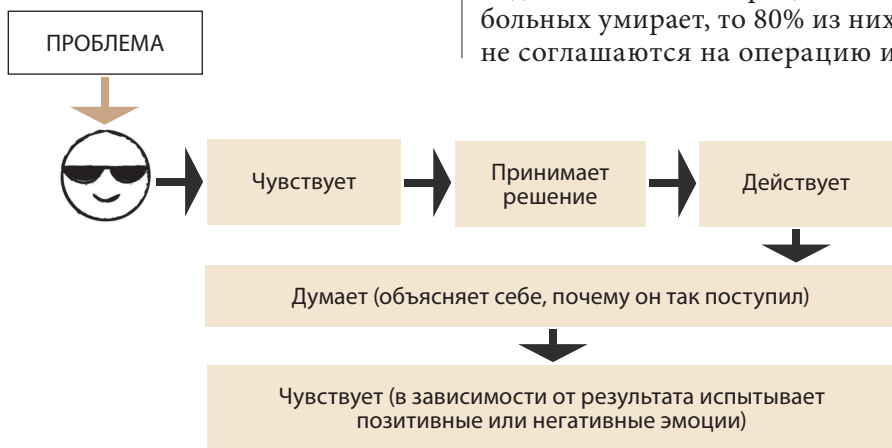 больных умирает, то 80% из них
не соглашаются на операцию и
ПРОБЛЕМА
Чувствует
Принимает
решение
Действует
Думает (объясняет себе, почему он так поступил)
Чувствует (в зависимости от результата испытывает
позитивные или негативные эмоции)